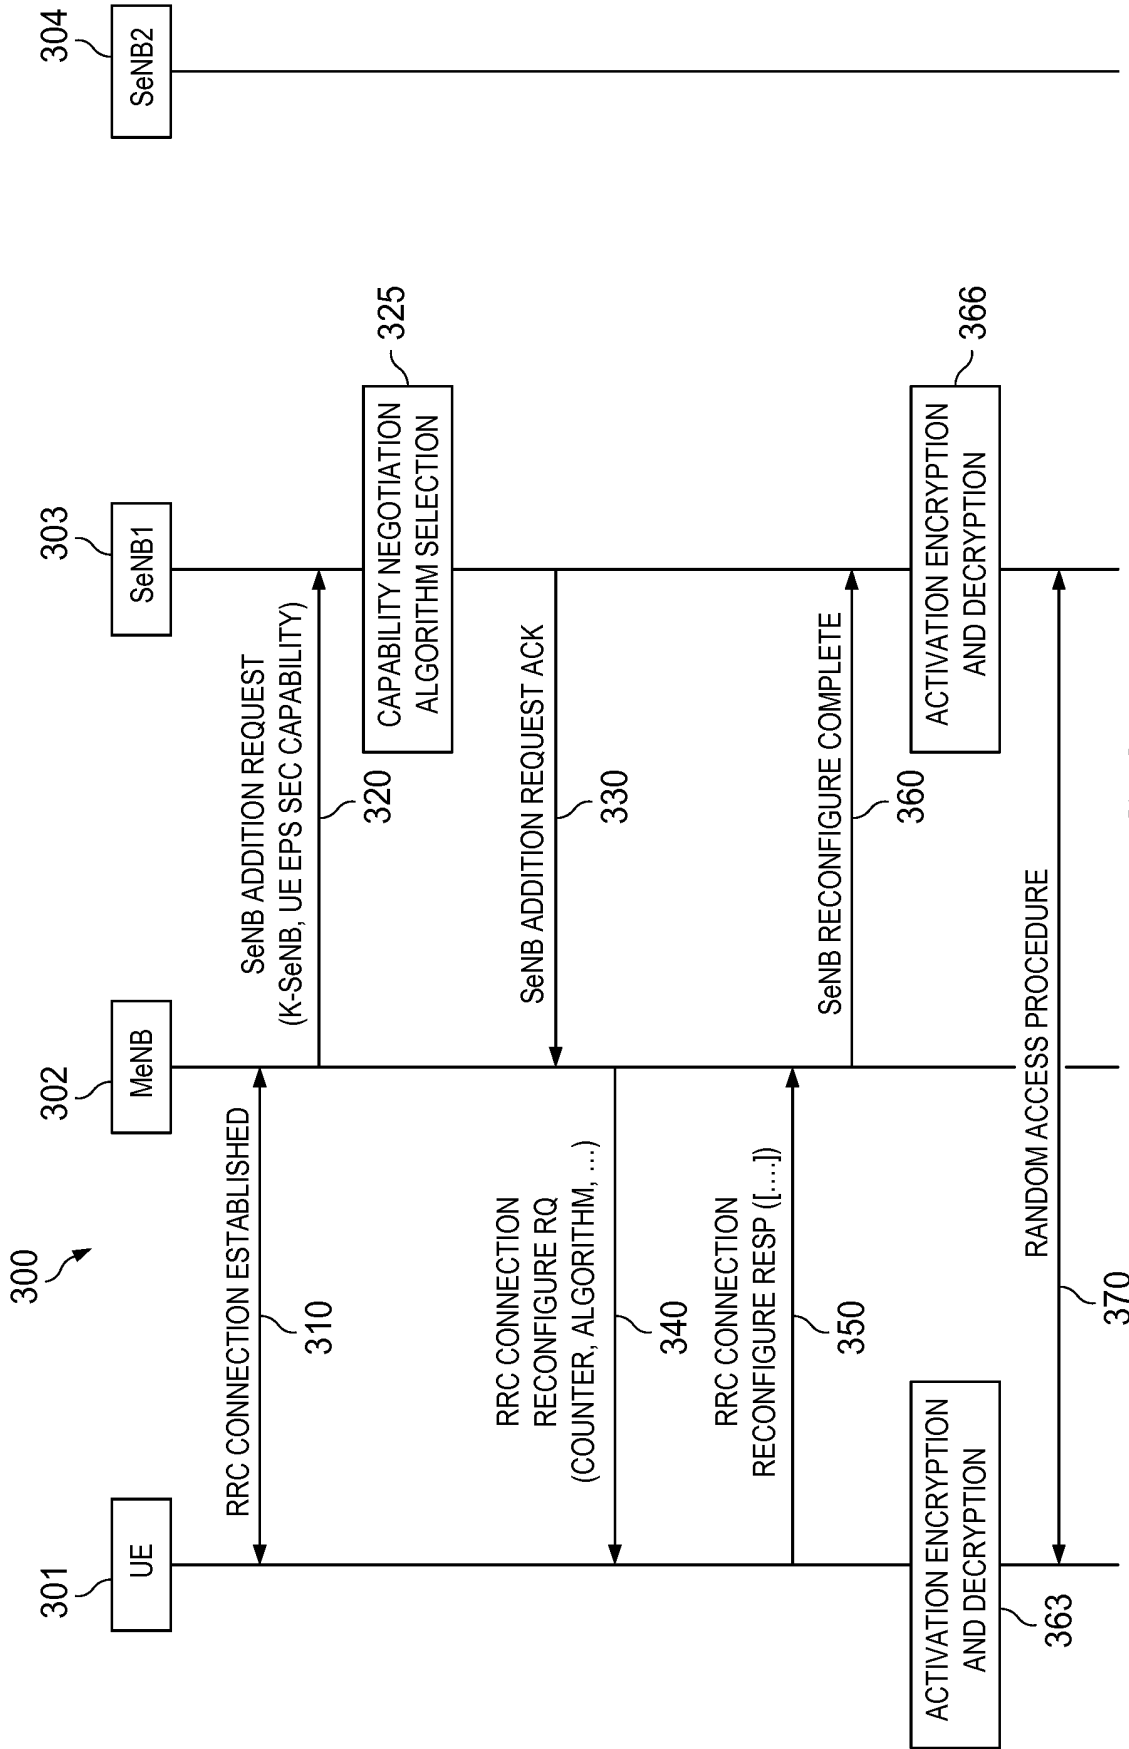 300
301
UE
302
MeNB
303
SeNB1
304
SeNB2
RRC CONNECTION ESTABLISHED
310
SeNB ADDITION REQUEST
(K-SeNB, UE EPS SEC CAPABILITY)
320
CAPABILITY NEGOTIATION
ALGORITHM SELECTION
325
SeNB ADDITION REQUEST ACK
330
RRC CONNECTION
RECONFIGURE RQ
(COUNTER, ALGORITHM, ...)
340
RRC CONNECTION
RECONFIGURE RESP ([....])
350
SeNB RECONFIGURE COMPLETE
360
ACTIVATION ENCRYPTION
AND DECRYPTION
363
ACTIVATION ENCRYPTION
AND DECRYPTION
366
RANDOM ACCESS PROCEDURE
370